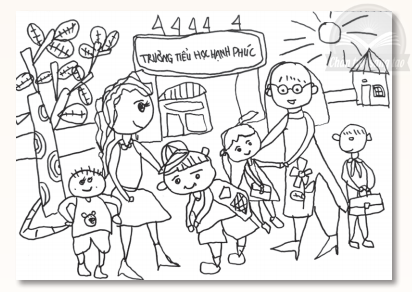 TRƯỜNG TIỂU HỌC HẠNH PHÚC